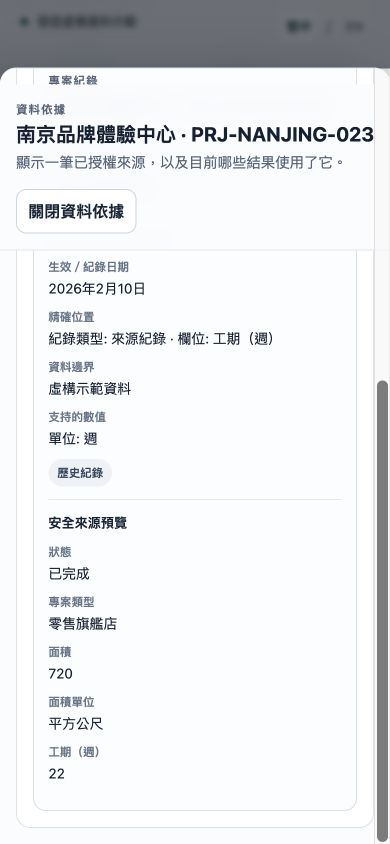 專案紀錄
資料依據
南京品牌體驗中心 · PRJ-NANJING-023
顯示一筆已授權來源，以及目前哪些結果使用了它。
關閉資料依據
生效 / 紀錄日期
2026年2月10日
精確位置
紀錄類型: 來源紀錄 · 欄位: 工期（週）
資料邊界
虛構示範資料
支持的數值
單位: 週
歷史紀錄
安全來源預覽
狀態
已完成
專案類型
零售旗艦店
面積
720
面積單位
平方公尺
工期（週）
22